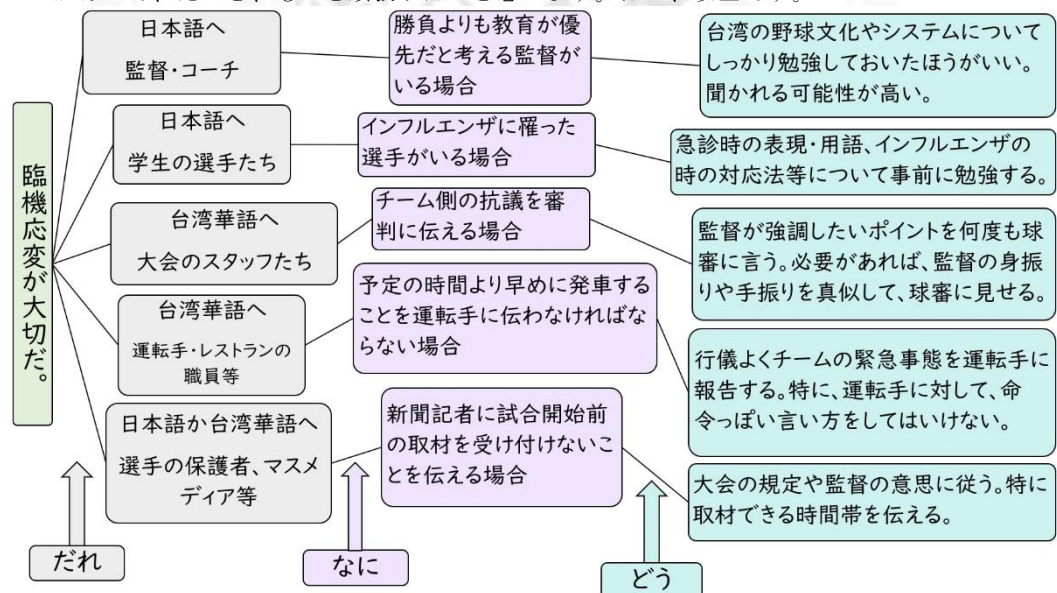 臨機応変が大切だ。
日本語へ
監督・コーチ
勝負よりも教育が優
先だと考える監督が
いる場合
台湾の野球文化やシステムについて
しっかり勉強しておいたほうがいい。
聞かれる可能性が高い。
日本語へ
学生の選手たち
インフルエンザに罹った
選手がいる場合
急診時の表現・用語、インフルエンザの
時の対応法等について事前に勉強する。
台湾華語へ
大会のスタッフたち
チーム側の抗議を審
判に伝える場合
監督が強調したいポイントを何度も球
審に言う。必要があれば、監督の身振
りや手振りを真似して、球審に見せる。
台湾華語へ
運転手・レストランの
職員等
予定の時間より早めに発車する
ことを運転手に伝わなければな
らない場合
行儀よくチームの緊急事態を運転手に
報告する。特に、運転手に対して、命
令っぽい言い方をしてはいけない。
日本語か台湾華語へ
選手の保護者、マスメ
ディア等
新聞記者に試合開始前
の取材を受け付けないこ
とを伝える場合
大会の規定や監督の意思に従う。特に
取材できる時間帯を伝える。
だれ
なに
どう